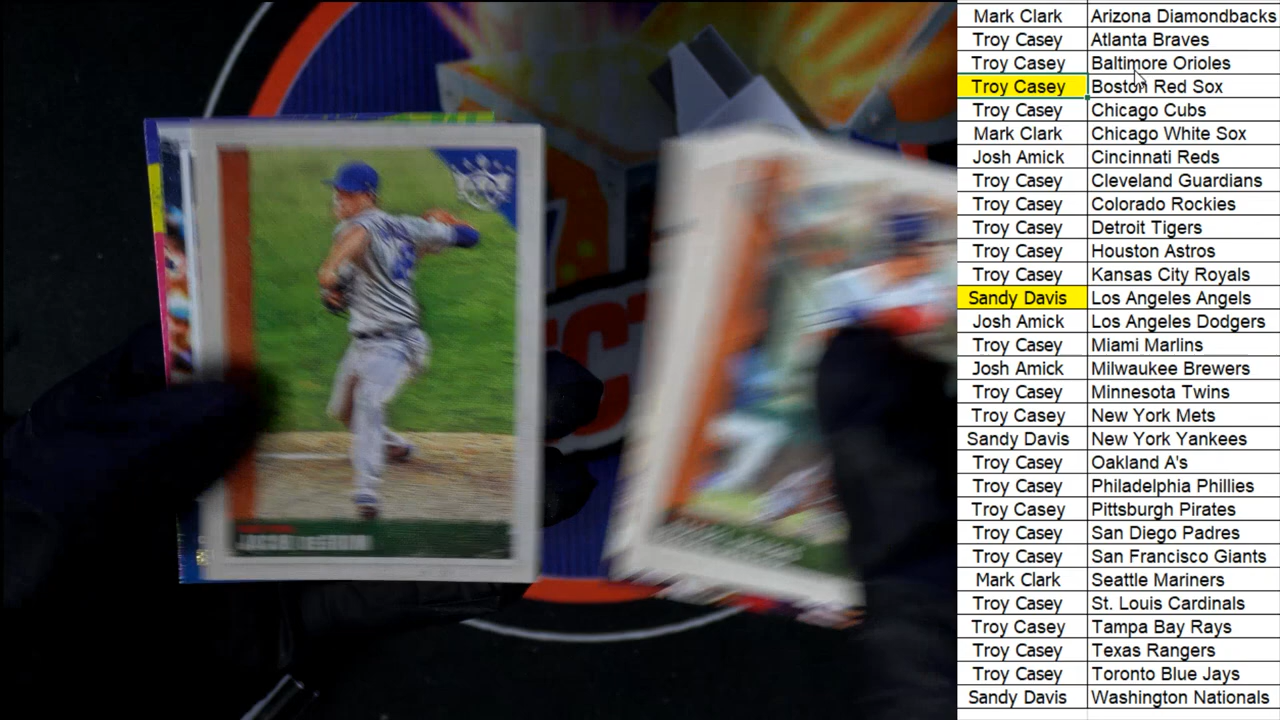 Mark Clark Arizona Diamondbacks
Troy Casey Atlanta Braves
Troy Casey Baltimore Orioles
Troy Casey Boston Red Sox
Troy Casey Chicago Cubs
Mark Clark Chicago White Sox
Josh Amick Cincinnati Reds
Troy Casey Cleveland Guardians
Troy Casey Colorado Rockies
Troy Casey Detroit Tigers
Troy Casey Houston Astros
Troy Casey Kansas City Royals
Sandy Davis Los Angeles Angels
Josh Amick Los Angeles Dodgers
Troy Casey Miami Marlins
Josh Amick Milwaukee Brewers
Troy Casey Minnesota Twins
Troy Casey New York Mets
Sandy Davis New York Yankees
Troy Casey Oakland A's
Troy Casey Philadelphia Phillies
Troy Casey Pittsburgh Pirates
Troy Casey San Diego Padres
Troy Casey San Francisco Giants
Mark Clark Seattle Mariners
Troy Casey St. Louis Cardinals
Troy Casey Tampa Bay Rays
Troy Casey Texas Rangers
Troy Casey Toronto Blue Jays
Sandy Davis Washington Nationals